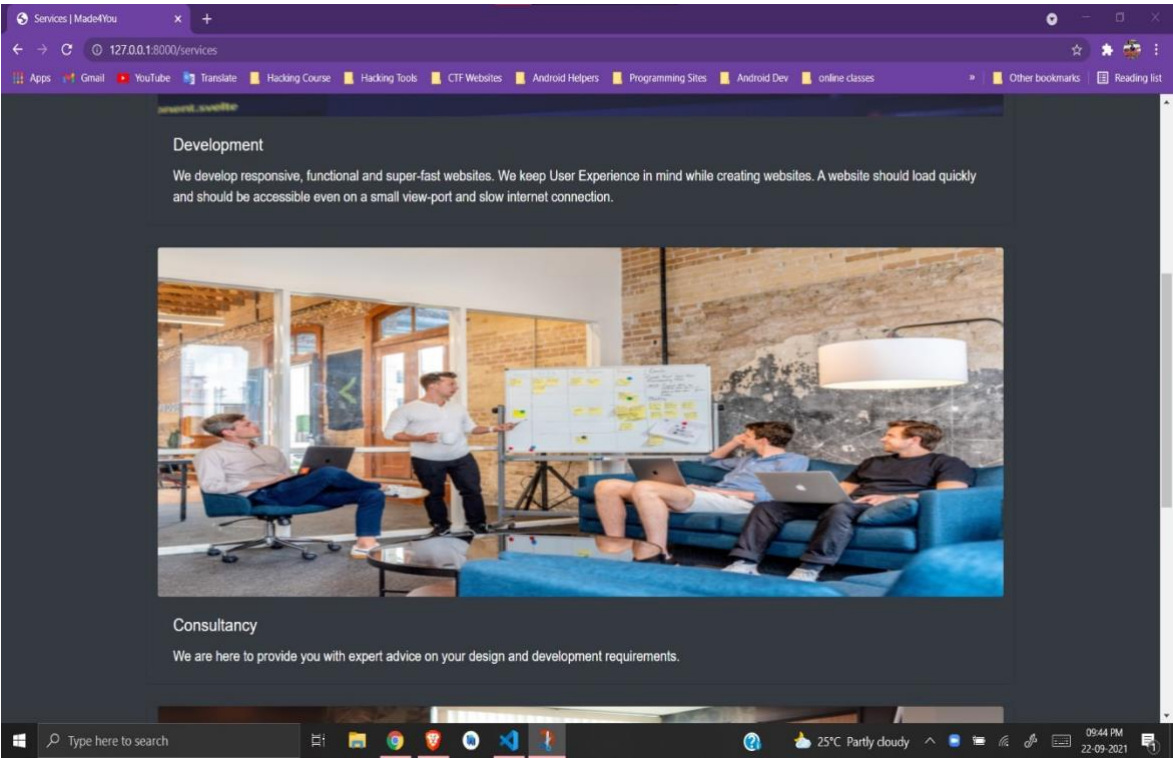 Services | Made4You
127.0.0.1:8000/services
Apps Gmail YouTube Translate Hacking Course Hacking Tools CTF Websites Android Helpers Programming Sites Android Dev online classes » Other bookmarks Reading list
onent.svelte
Development
We develop responsive, functional and super-fast websites. We keep User Experience in mind while creating websites. A website should load quickly
and should be accessible even on a small view-port and slow internet connection.
Consultancy
We are here to provide you with expert advice on your design and development requirements.
Type here to search
25°C Partly cloudy
09:44 PM
22-09-2021
1